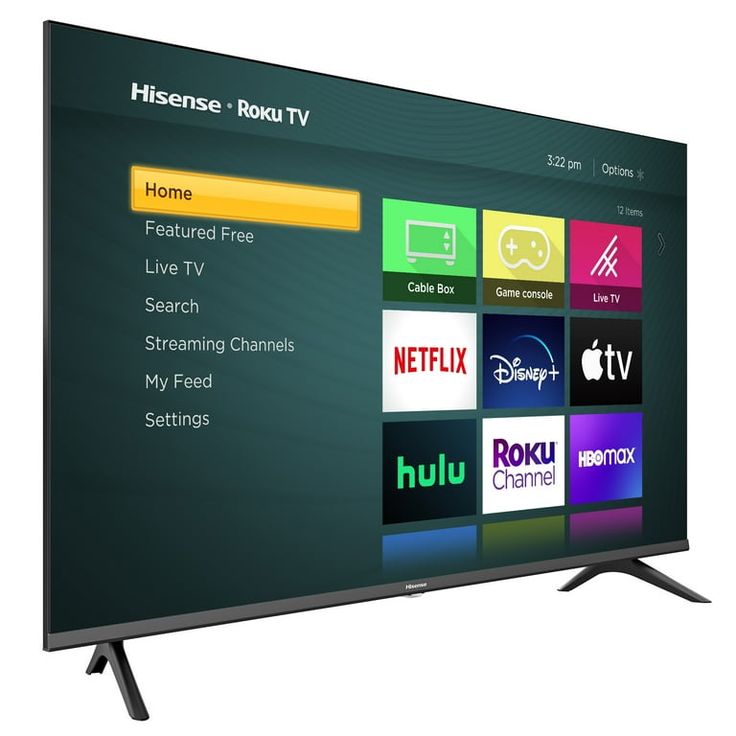 Hisense • Roku TV
3:22 pm | Options ✳
Home
Featured Free
Live TV
Search
Streaming Channels
My Feed
Settings
12 Items
Cable Box
Game console
Live TV
NETFLIX
Disney+
tv
hulu
Roku
Channel
HBOMAX
Hisense